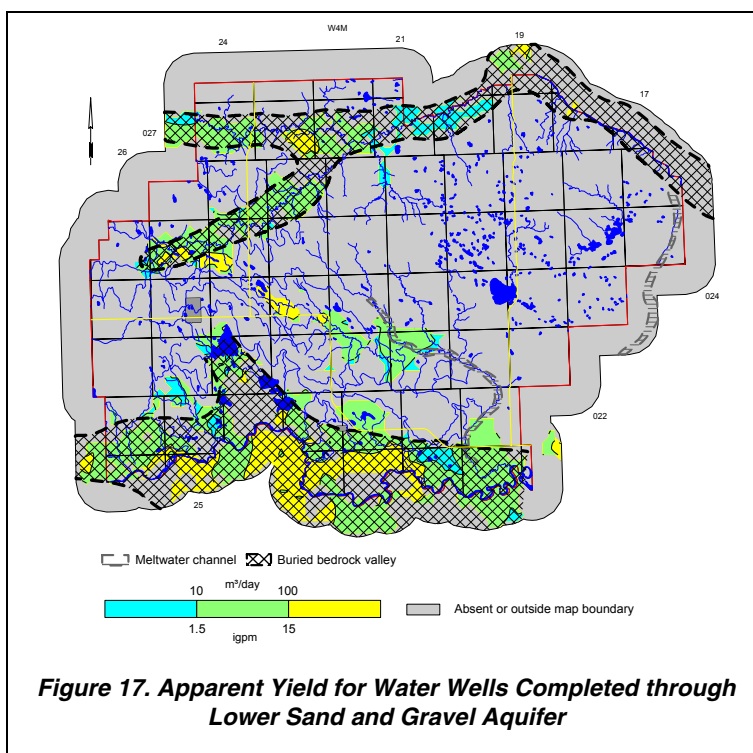 W4M
24
21
19
17
027
26
024
022
25
Meltwater channel
Buried bedrock valley
m³/day
10
100
1.5
15
igpm
Absent or outside map boundary
Figure 17. Apparent Yield for Water Wells Completed through
Lower Sand and Gravel Aquifer